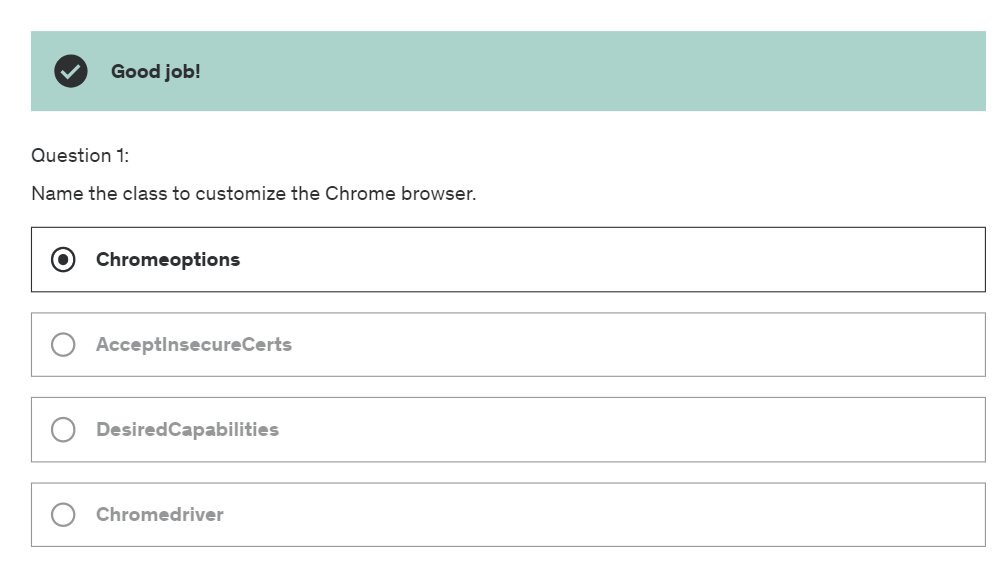 Good job!
Question 1:
Name the class to customize the Chrome browser.
Chromeoptions
AcceptInsecureCerts
DesiredCapabilities
Chromedriver